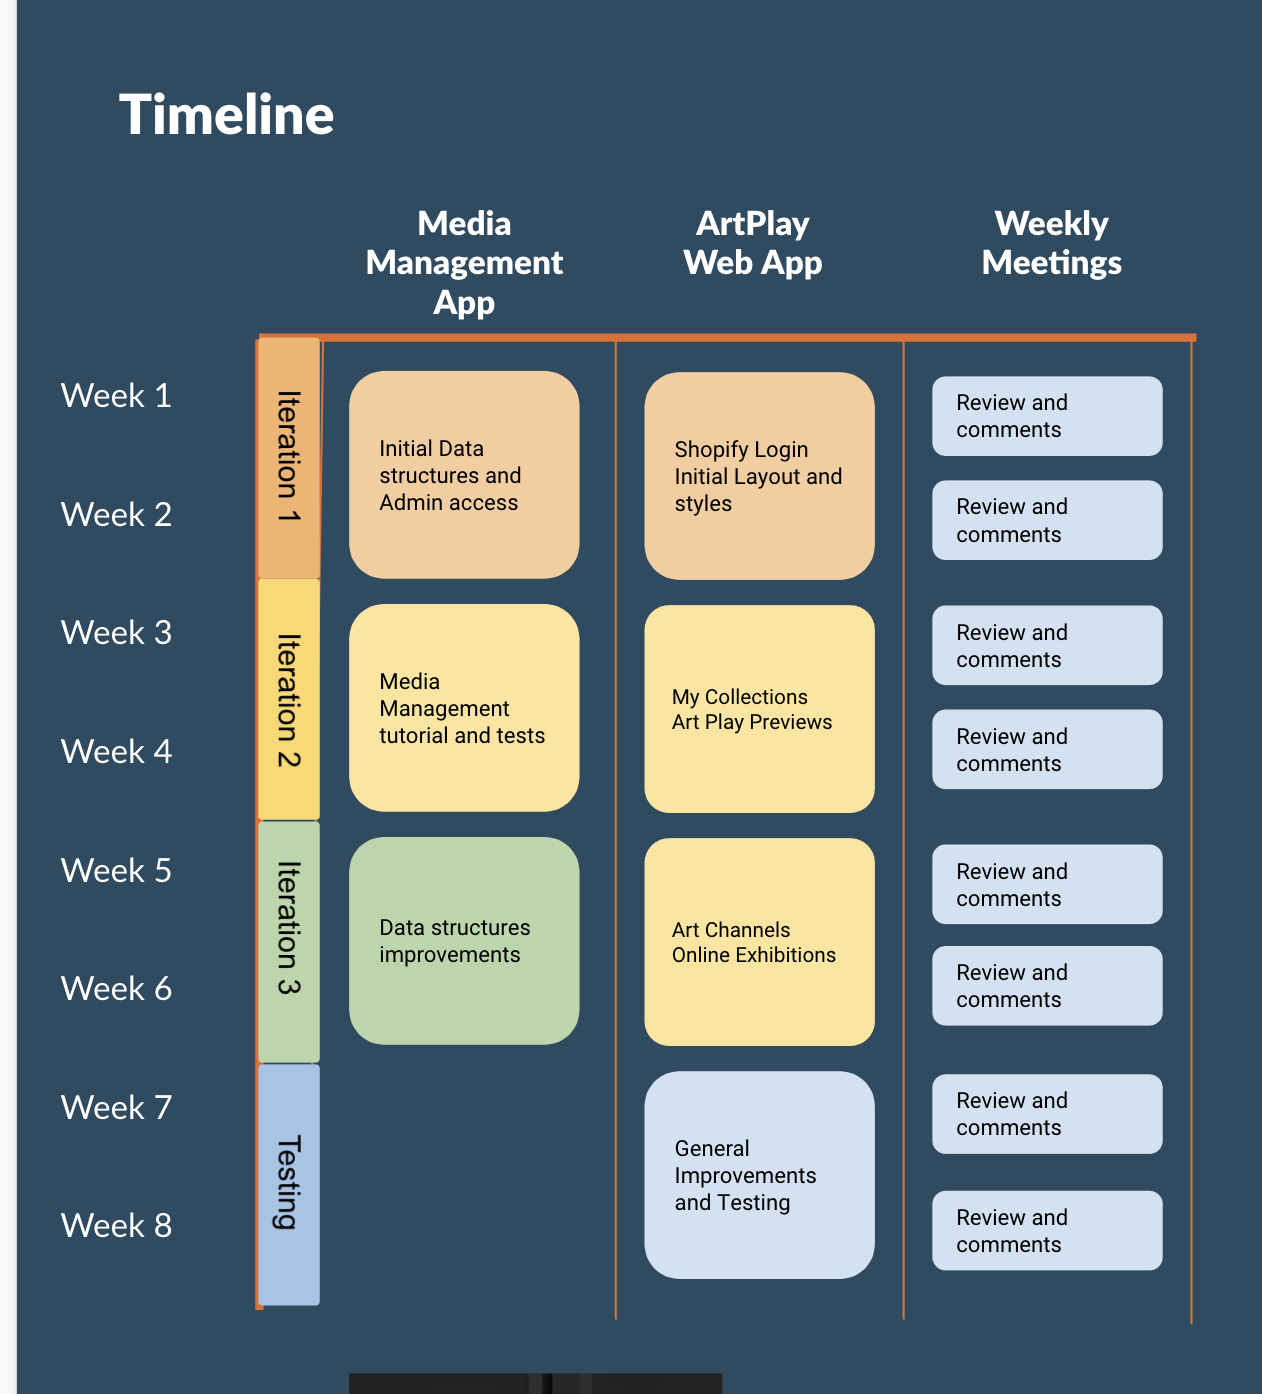 Timeline
Media
Management
App
ArtPlay
Web App
Weekly
Meetings
Week 1
Week 2
Iteration 1
Initial Data
structures and
Admin access
Shopify Login
Initial Layout and
styles
Review and
comments
Review and
comments
Week 3
Week 4
Iteration 2
Media
Management
tutorial and tests
My Collections
Art Play Previews
Review and
comments
Review and
comments
Week 5
Week 6
Iteration 3
Data structures
improvements
Art Channels
Online Exhibitions
Review and
comments
Review and
comments
Week 7
Week 8
Testing
General
Improvements
and Testing
Review and
comments
Review and
comments